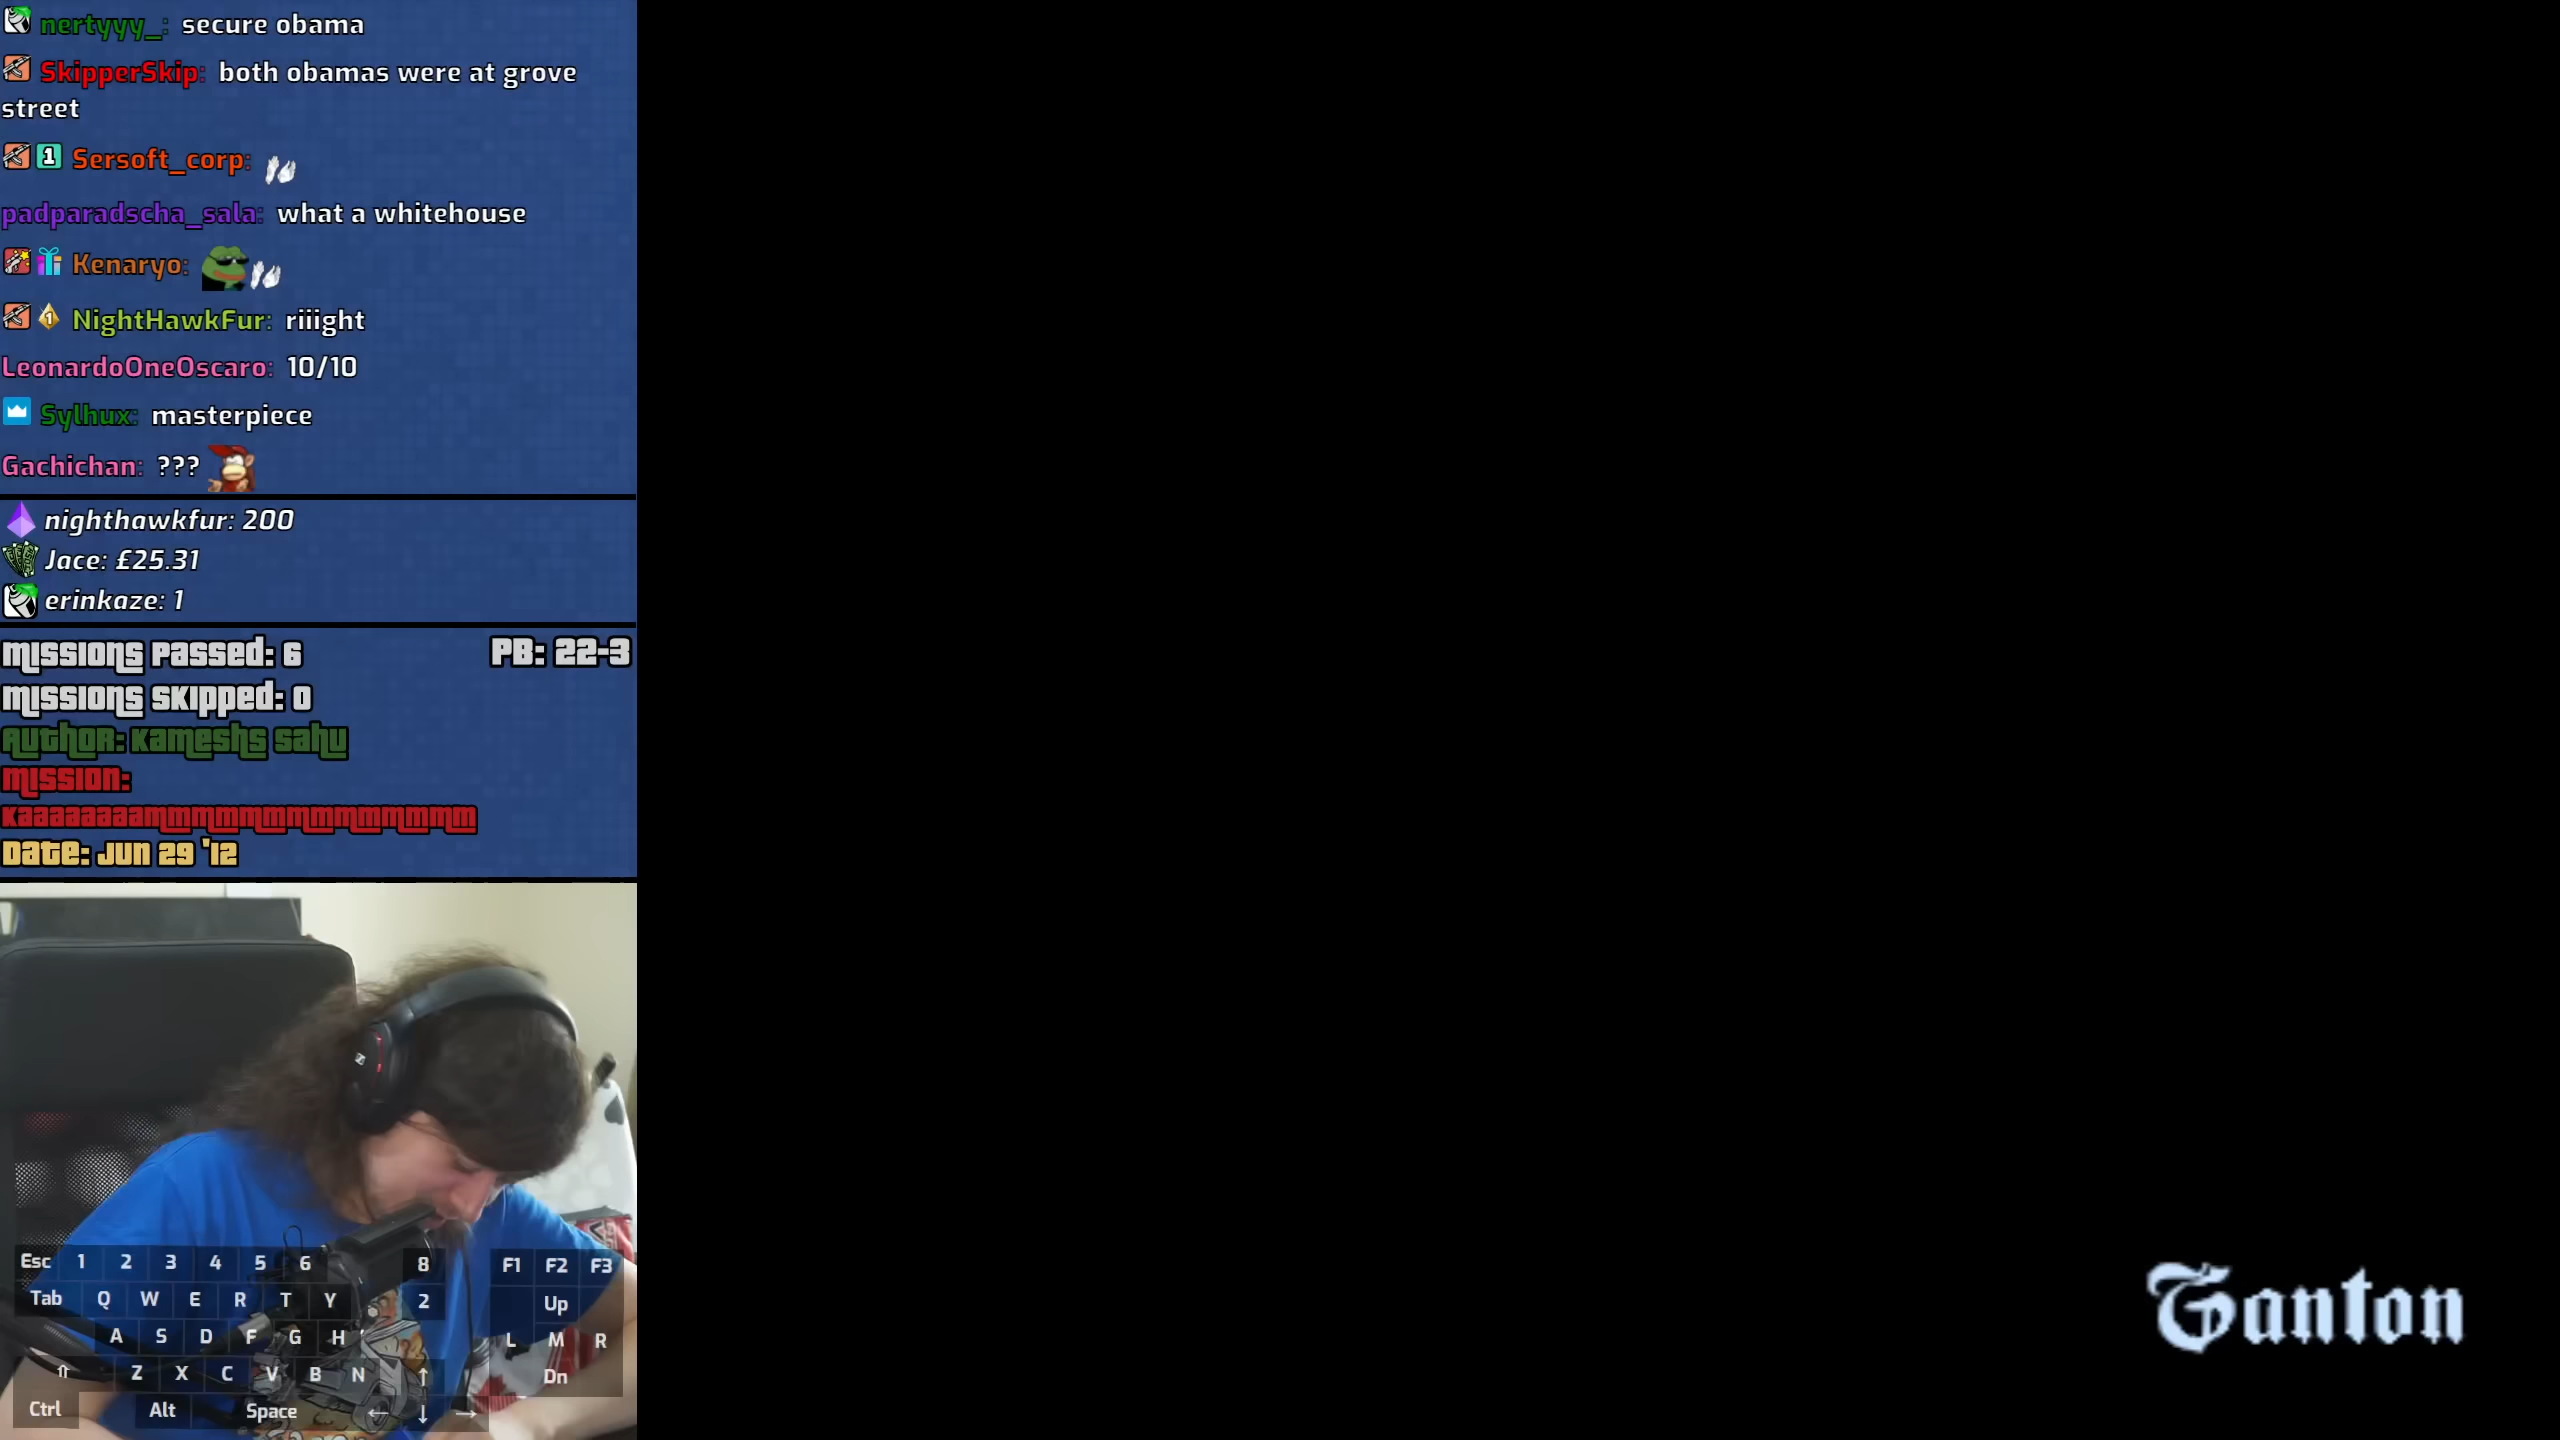 nertyyy_: secure obama
SkipperSkip: both obamas were at grove
street
1 Sersoft_corp:
padparadscha_sala: what a whitehouse
Kenaryo:
1 NightHawkFur: riiight
LeonardoOneOscaro: 10/10
Sylhux: masterpiece
Gachichan: ???
nighthawkfur: 200
Jace: £25.31
erinkaze: 1
missions passed: 6 PB: 22-3
missions skipped: 0
Author: kameshs sahu
mission:
kaaaaaaaammmmmmmmmmmmmm
Date: Jun 29 '12
Esc 1 2 3 4 5 6 8 F1 F2 F3
Tab Q W E R T Y 2 Up
A S D F G H L M R
⇧ Z X C V B N ↑ Dn
Ctrl Alt Space ← ↓ →
Ganton